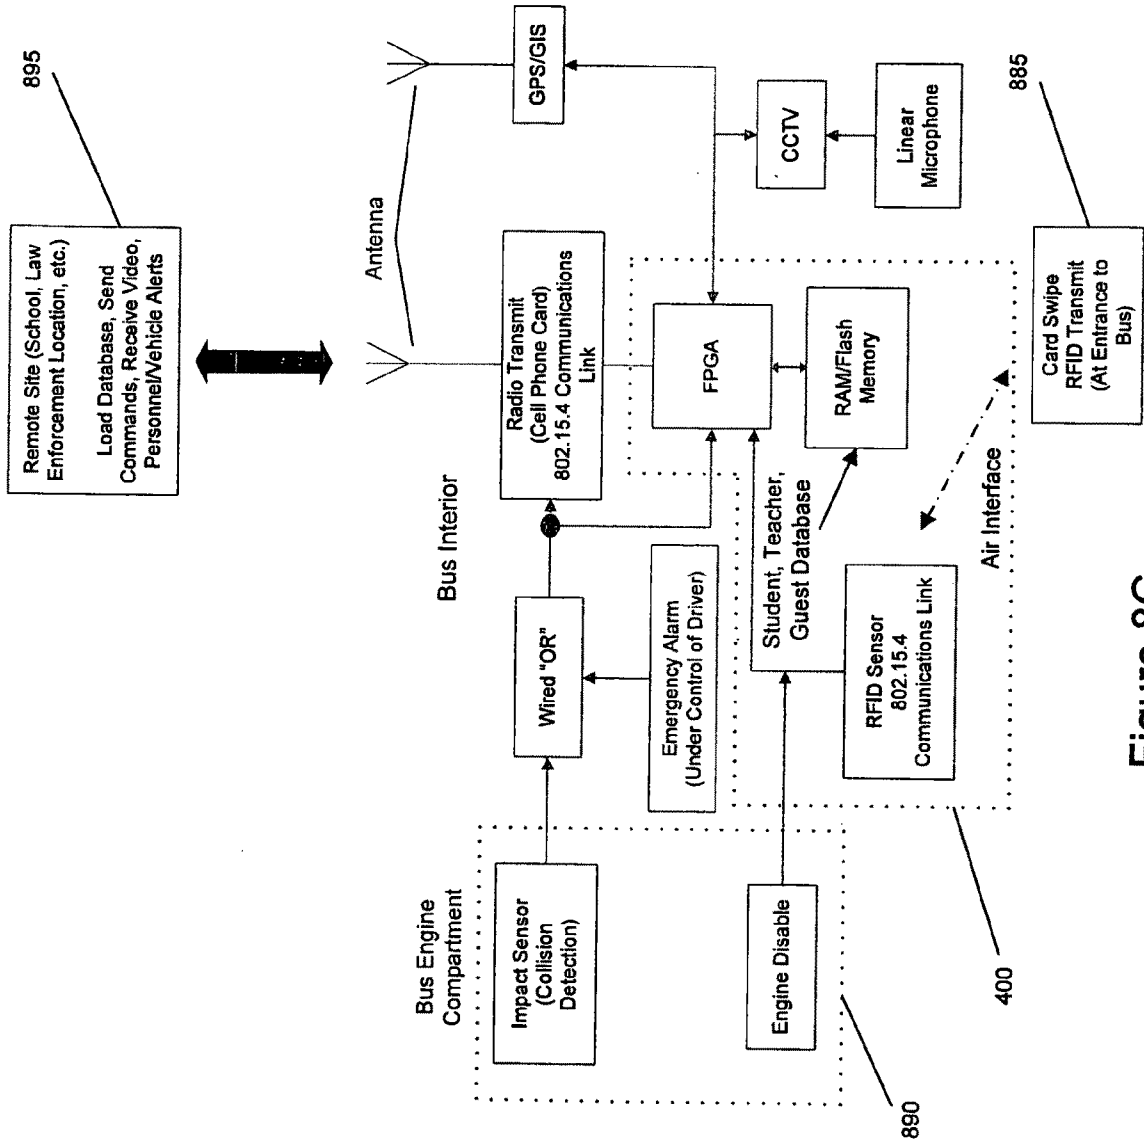 895
Remote Site (School, Law
Enforcement Location, etc.)
Load Database, Send
Commands, Receive Video,
Personnel/Vehicle Alerts
Antenna
GPS/GIS
Radio Transmit
(Cell Phone Card)
802.15.4 Communications
Link
Bus Interior
Wired "OR"
Emergency Alarm
(Under Control of Driver)
Bus Engine
Compartment
Impact Sensor
(Collision
Detection)
Engine Disable
890
FPGA
RAM/Flash
Memory
Student, Teacher,
Guest Database
RFID Sensor
802.15.4
Communications Link
Air Interface
400
CCTV
Linear
Microphone
885
Card Swipe
RFID Transmit
(At Entrance to
Bus)
Figure 8C